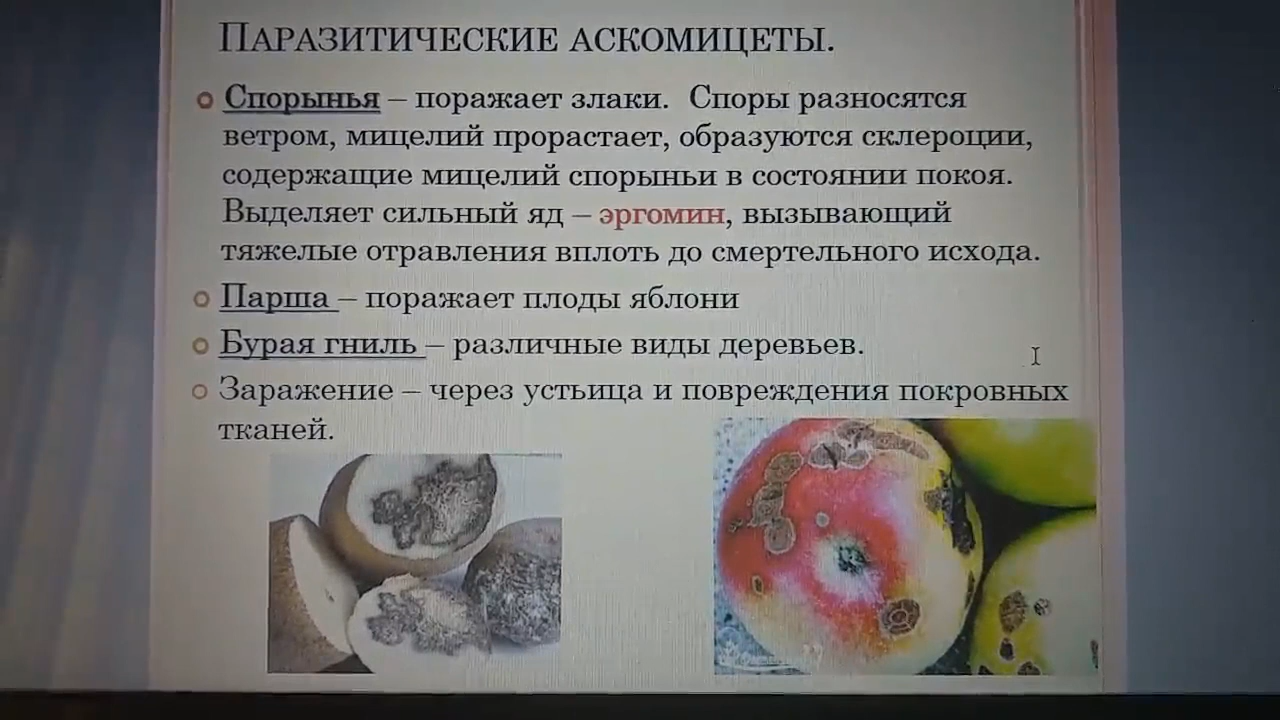 Паразитические аскомицеты.
Спорынья – поражает злаки. Споры разносятся
ветром, мицелий прорастает, образуются склероции,
содержащие мицелий спорыньи в состоянии покоя.
Выделяет сильный яд – эргомин, вызывающий
тяжелые отравления вплоть до смертельного исхода.
Парша – поражает плоды яблони
Бурая гниль – различные виды деревьев.
Заражение – через устьица и повреждения покровных
тканей.